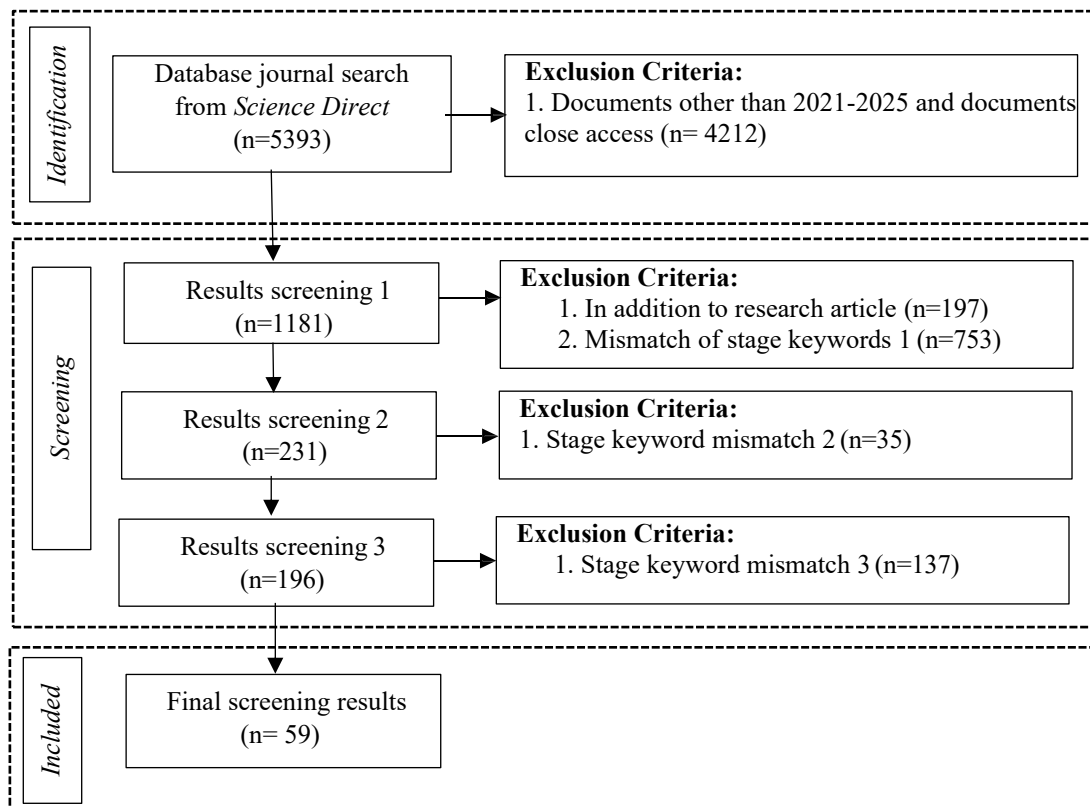 Identification
Database journal search
from Science Direct
(n=5393)
Exclusion Criteria:
1. Documents other than 2021-2025 and documents
close access (n= 4212)
Screening
Results screening 1
(n=1181)
Exclusion Criteria:
1. In addition to research article (n=197)
2. Mismatch of stage keywords 1 (n=753)
Results screening 2
(n=231)
Exclusion Criteria:
1. Stage keyword mismatch 2 (n=35)
Results screening 3
(n=196)
Exclusion Criteria:
1. Stage keyword mismatch 3 (n=137)
Included
Final screening results
(n= 59)